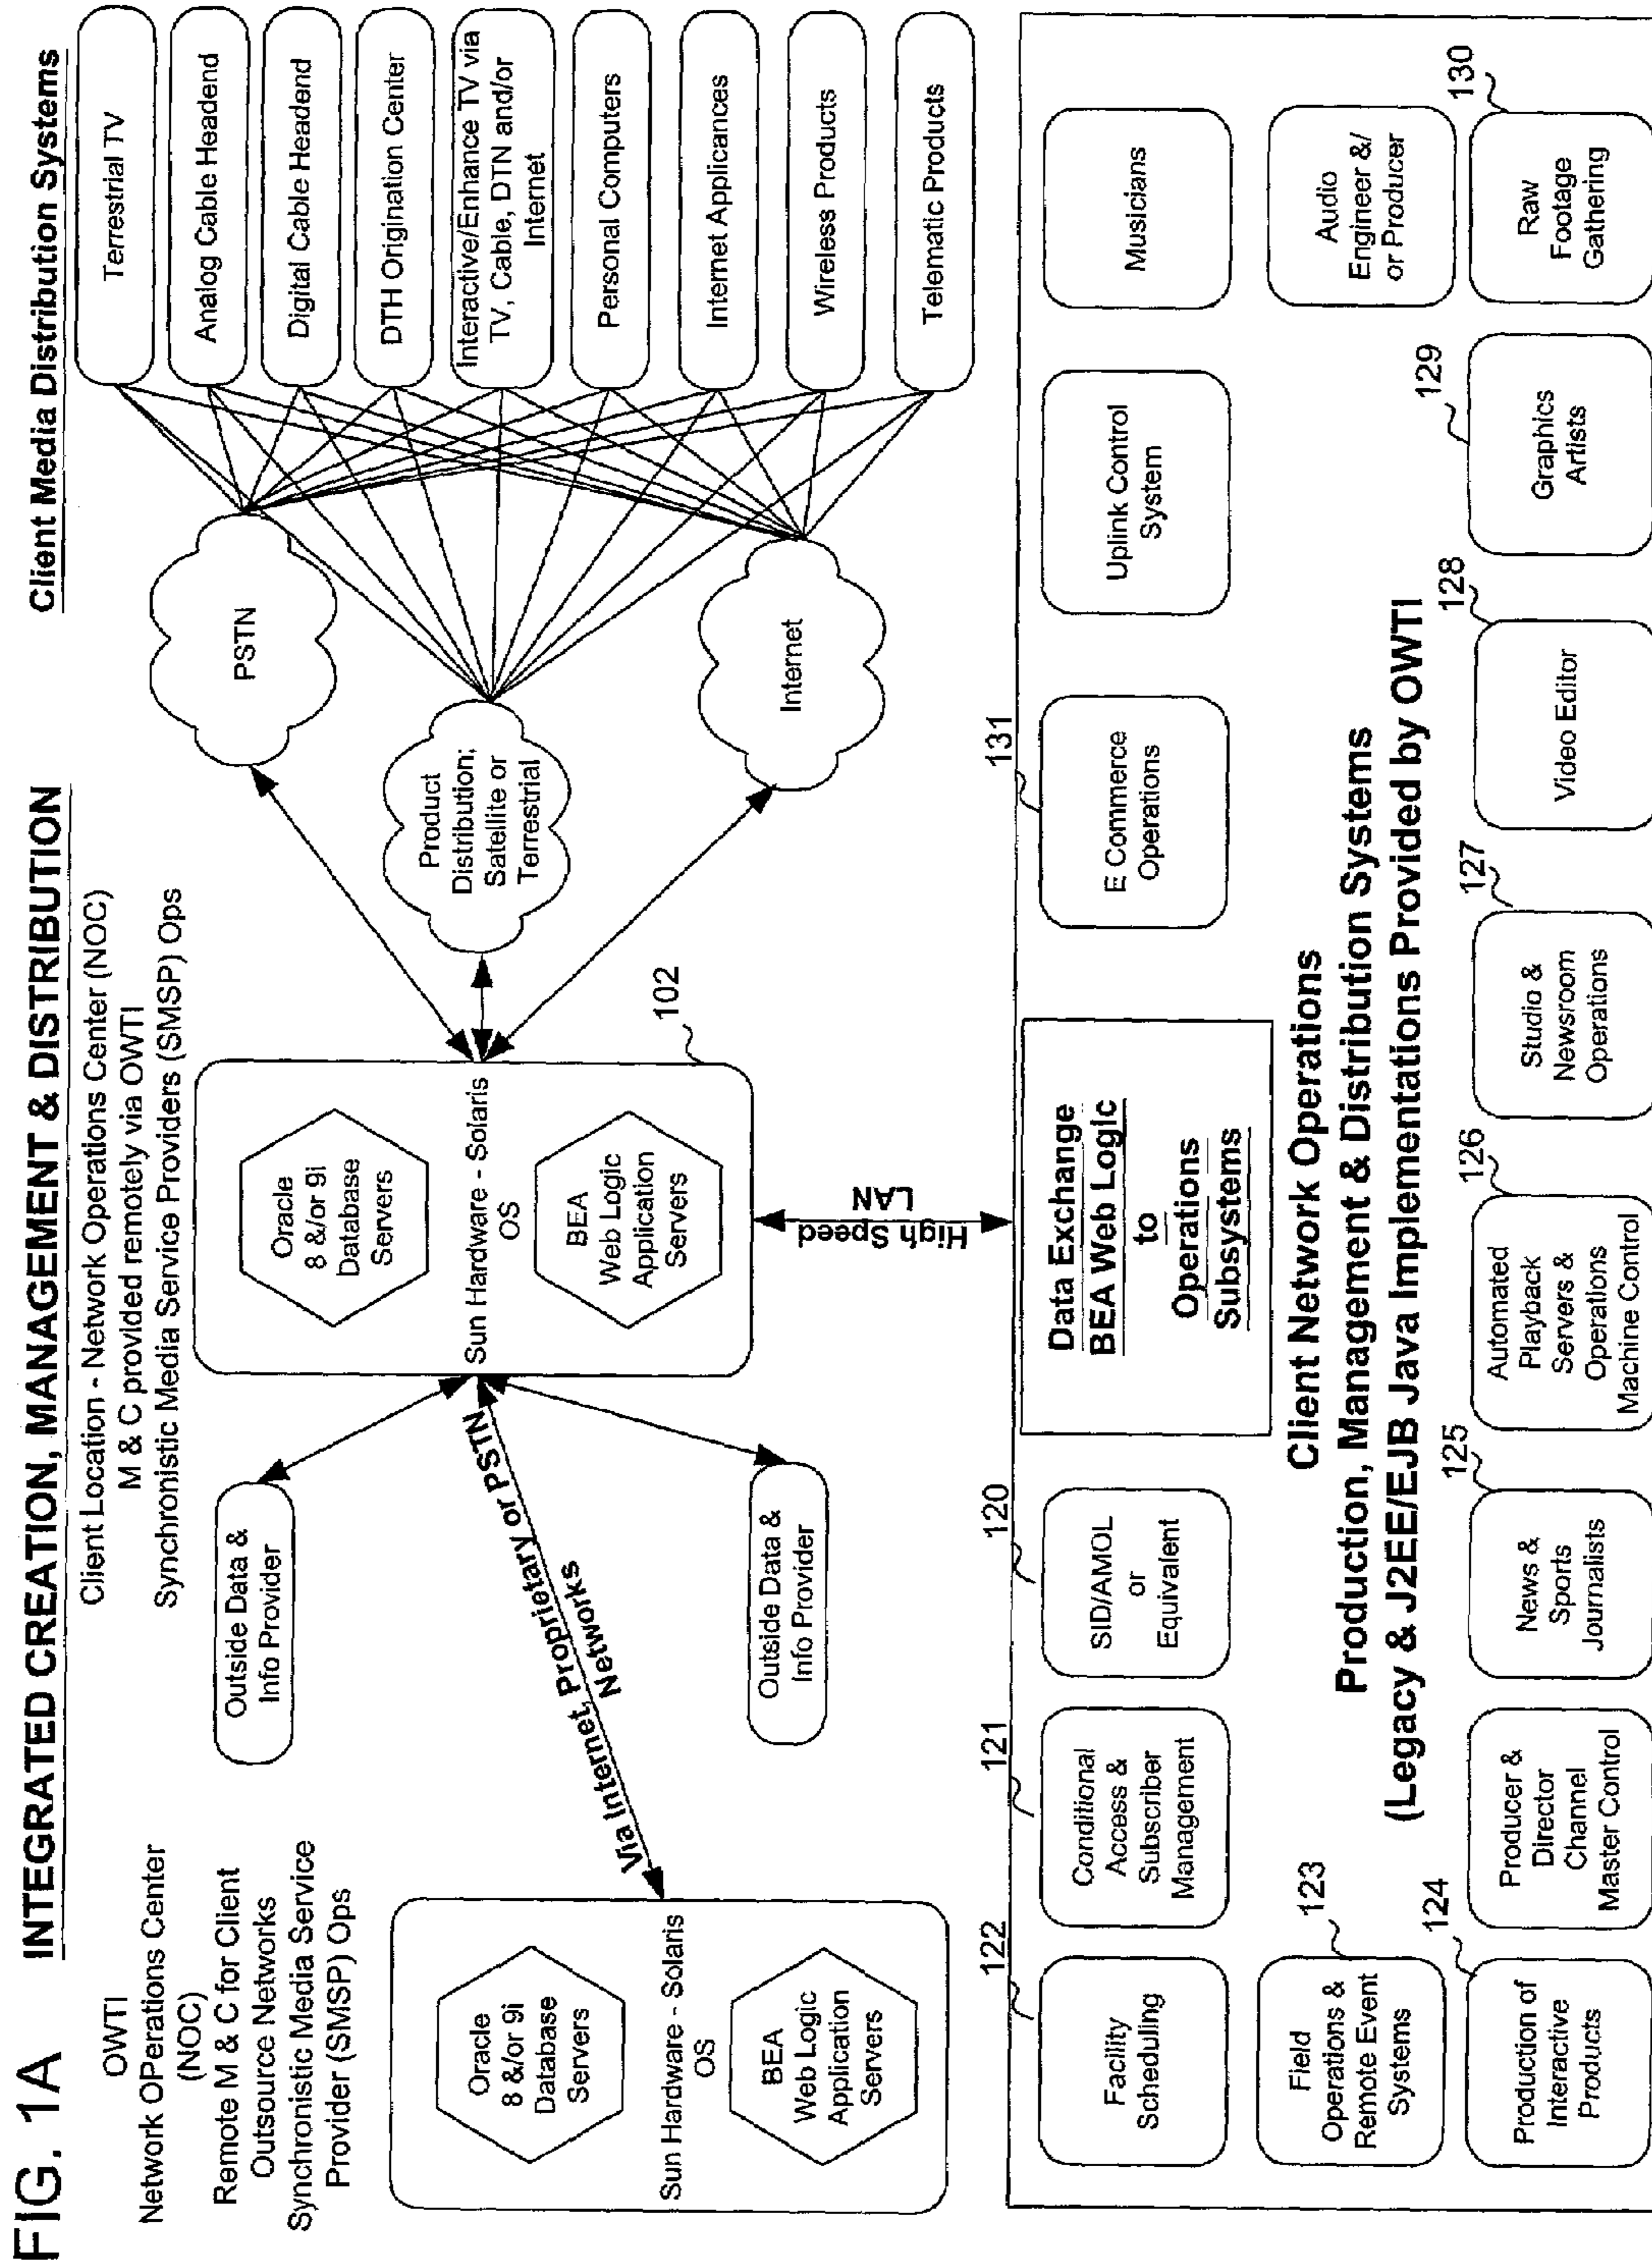 FIG. 1A
INTEGRATED CREATION, MANAGEMENT & DISTRIBUTION
OWTI
Network OPerations Center
(NOC)
Remote M & C for Client
Outsource Networks
Synchronistic Media Service
Provider (SMSP) Ops
Client Location - Network Operations Center (NOC)
M & C provided remotely via OWTI
Synchronistic Media Service Providers (SMSP) Ops
Client Media Distribution Systems
Oracle
8 &/or 9i
Database
Servers
Sun Hardware - Solaris
OS
BEA
Web Logic
Application
Servers
Via Internet, Proprietary or PSTN
Networks
Outside Data &
Info Provider
Outside Data &
Info Provider
Oracle
8 &/or 9i
Database
Servers
Sun Hardware - Solaris
OS
BEA
Web Logic
Application
Servers
102
High Speed
LAN
PSTN
Product
Distribution;
Satellite or
Terrestrial
Internet
Terrestrial TV
Analog Cable Headend
Digital Cable Headend
DTH Origination Center
Interactive/Enhance TV via
TV, Cable, DTN and/or
Internet
Personal Computers
Internet Applicances
Wireless Products
Telematic Products
122
Facility
Scheduling
121
Conditional
Access &
Subscriber
Management
120
SID/AMOL
or
Equivalent
Data Exchange
BEA Web Logic
to
Operations
Subsystems
131
E Commerce
Operations
Uplink Control
System
Musicians
123
Field
Operations &
Remote Event
Systems
Client Network Operations
Production, Management & Distribution Systems
(Legacy & J2EE/EJB Java Implementations Provided by OWTI
Audio
Engineer &/
or Producer
124
Production of
Interactive
Products
Producer &
Director
Channel
Master Control
125
News &
Sports
Journalists
126
Automated
Playback
Servers &
Operations
Machine Control
127
Studio &
Newsroom
Operations
128
Video Editor
129
Graphics
Artists
130
Raw
Footage
Gathering